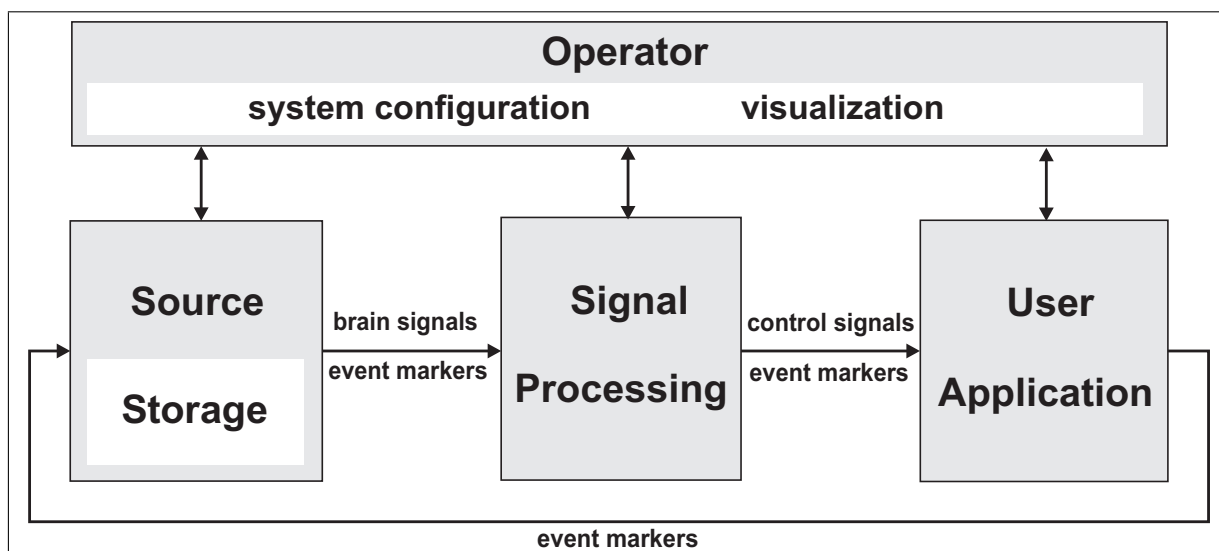 Operator
system configuration visualization
Source
Storage
brain signals
event markers
Signal
Processing
control signals
event markers
User
Application
event markers